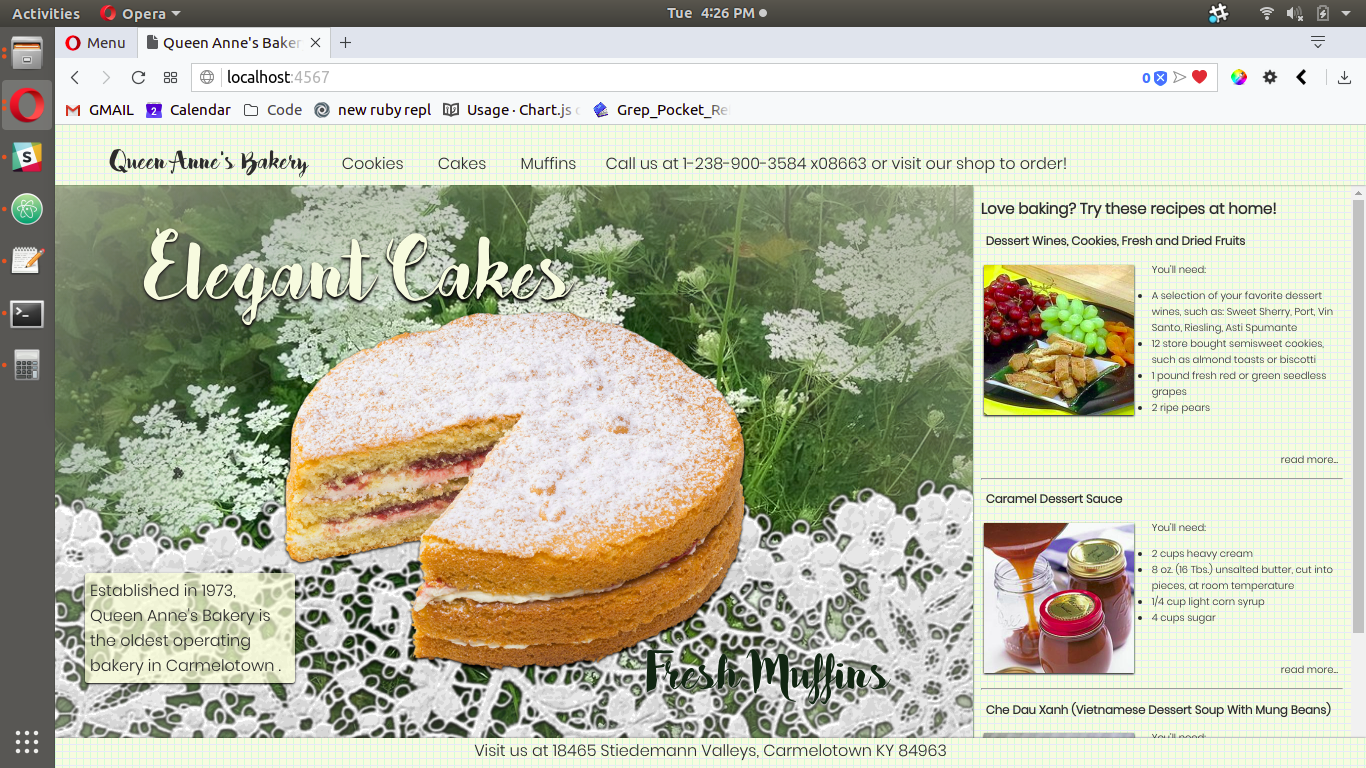 Activities Opera Tue 4:26 PM
Menu Queen Anne's Baker
localhost:4567 0
GMAIL 2 Calendar Code new ruby repl Usage · Chart.js Grep_Pocket_Re
Queen Anne's Bakery Cookies Cakes Muffins Call us at 1-238-900-3584 x08663 or visit our shop to order!
Elegant Cakes
Established in 1973,
Queen Anne's Bakery is
the oldest operating
bakery in Carmelotown .
Fresh Muffins
Love baking? Try these recipes at home!
Dessert Wines, Cookies, Fresh and Dried Fruits
You'll need:
A selection of your favorite dessert
wines, such as: Sweet Sherry, Port, Vin
Santo, Riesling, Asti Spumante
12 store bought semisweet cookies,
such as almond toasts or biscotti
1 pound fresh red or green seedless
grapes
2 ripe pears
read more...
Caramel Dessert Sauce
You'll need:
2 cups heavy cream
8 oz. (16 Tbs.) unsalted butter, cut into
pieces, at room temperature
1/4 cup light corn syrup
4 cups sugar
read more...
Che Dau Xanh (Vietnamese Dessert Soup With Mung Beans)
You'll need:
Visit us at 18465 Stiedemann Valleys, Carmelotown KY 84963